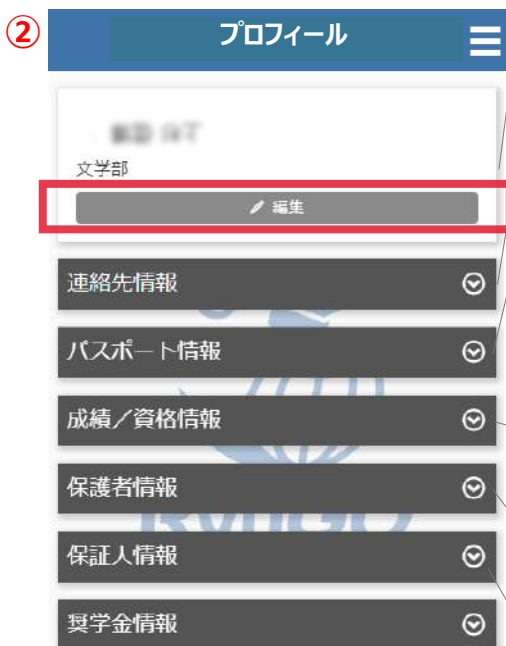 ②
プロフィール
文学部
編集
連絡先情報
パスポート情報
成績／資格情報
保護者情報
保証人情報
奨学金情報